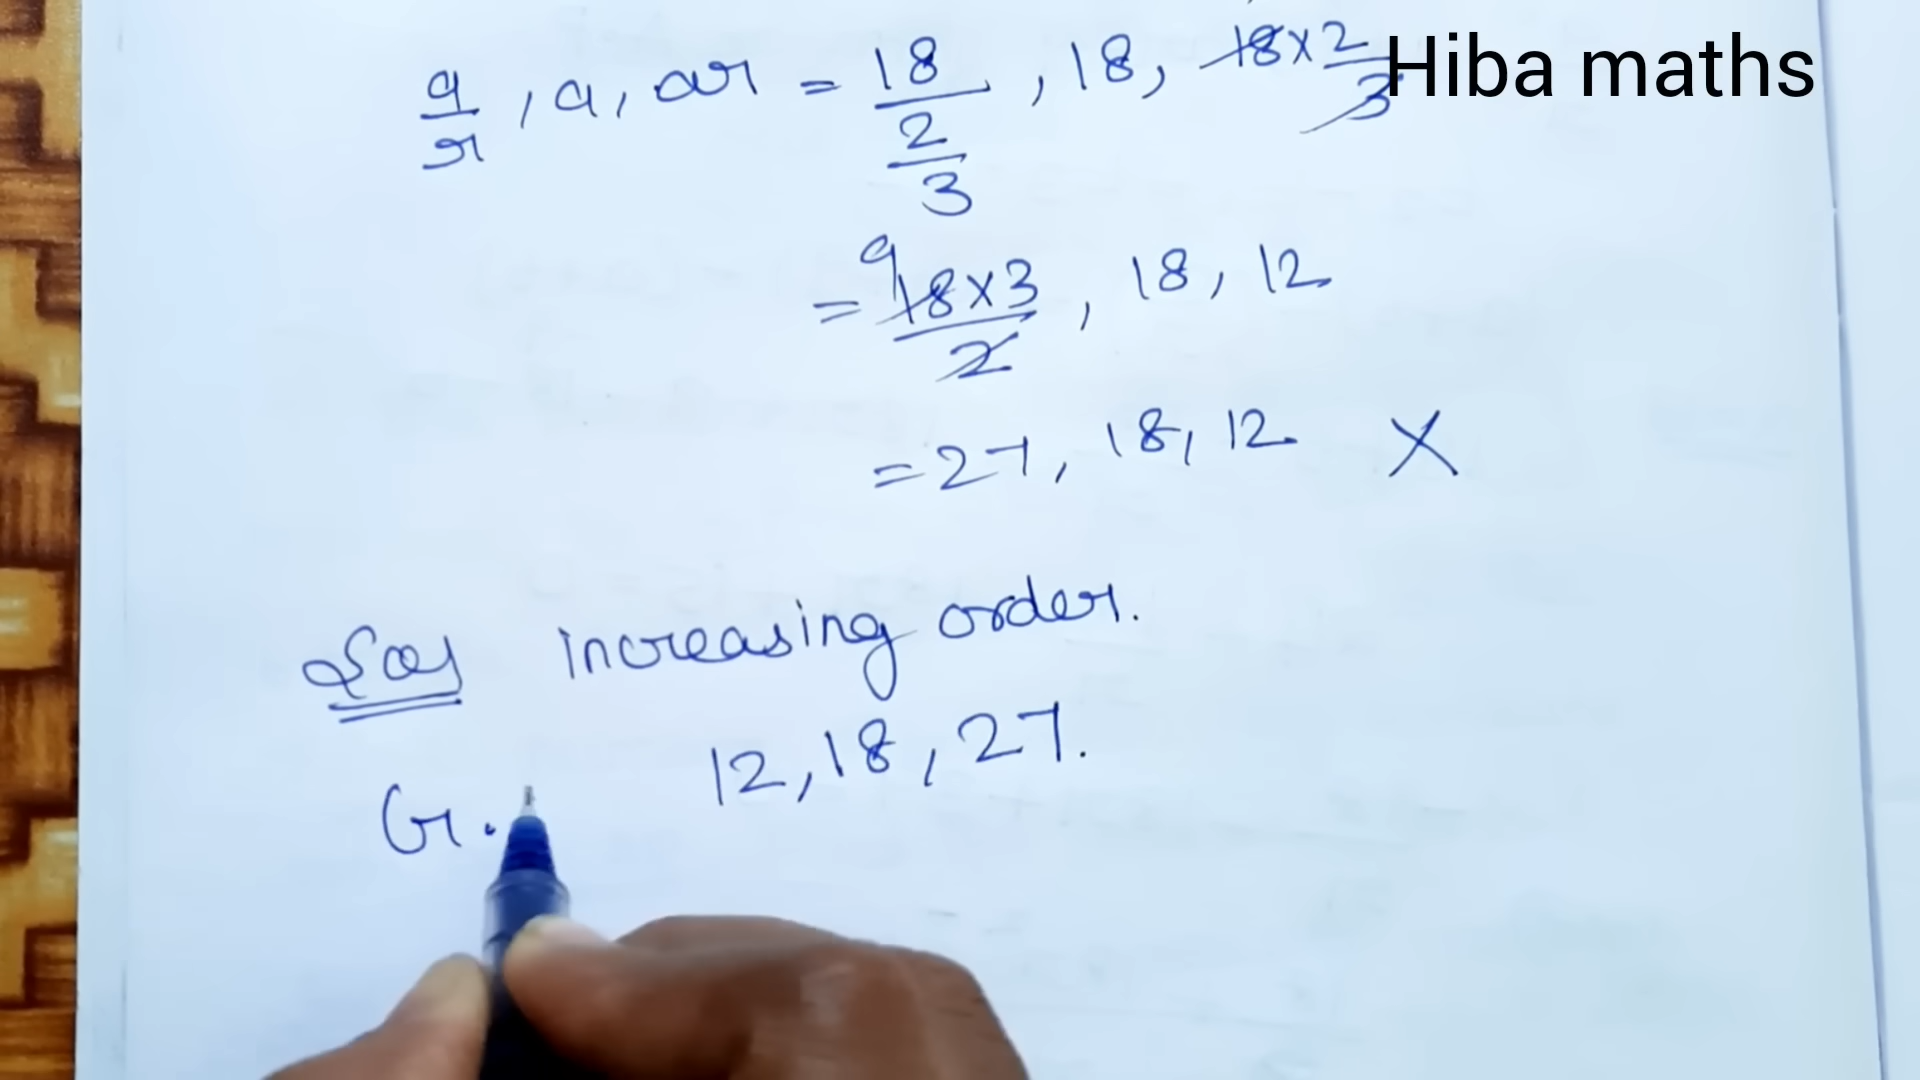 a/r, a, ar = 18/(2/3), 18, 18×2/3
Hiba maths
= 18×3/2, 18, 12
9
= 27, 18, 12 ×
increasing order.
12, 18, 27.
G.